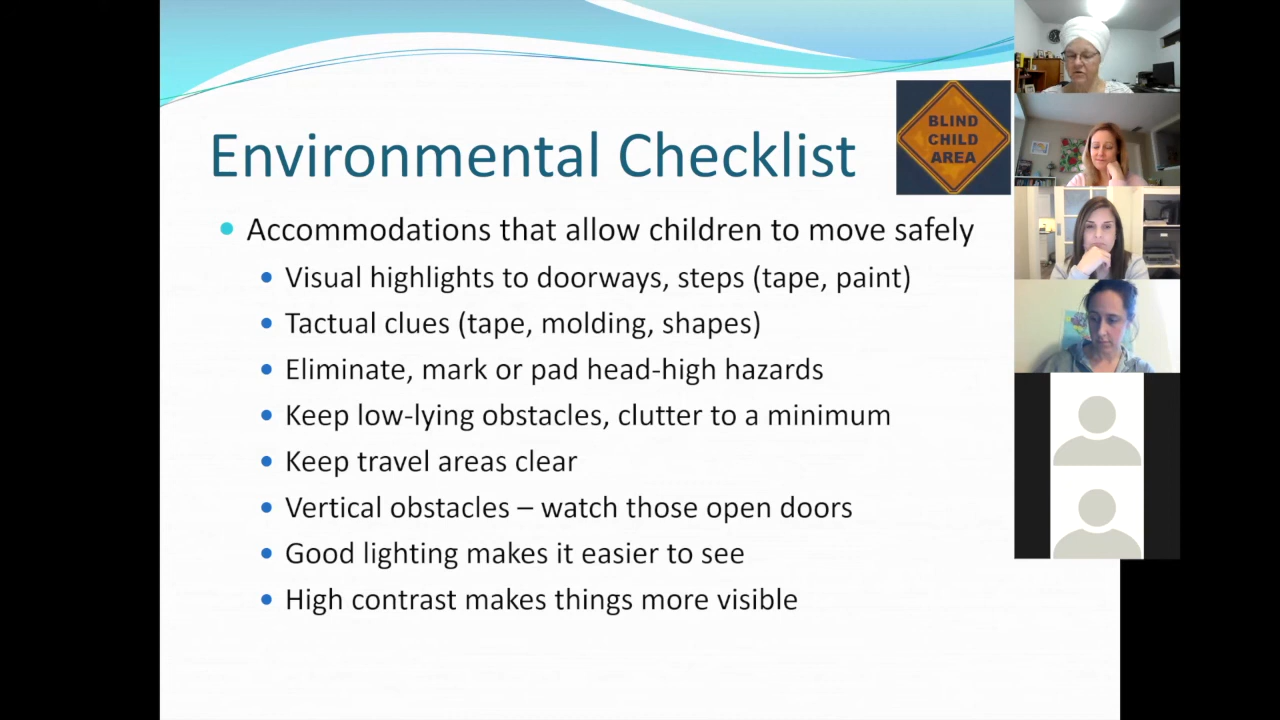 Environmental Checklist
BLIND
CHILD
AREA
Accommodations that allow children to move safely
Visual highlights to doorways, steps (tape, paint)
Tactual clues (tape, molding, shapes)
Eliminate, mark or pad head-high hazards
Keep low-lying obstacles, clutter to a minimum
Keep travel areas clear
Vertical obstacles – watch those open doors
Good lighting makes it easier to see
High contrast makes things more visible